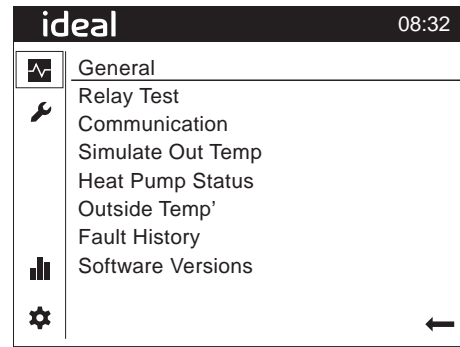 ideal
08:32
General
Relay Test
Communication
Simulate Out Temp
Heat Pump Status
Outside Temp'
Fault History
Software Versions